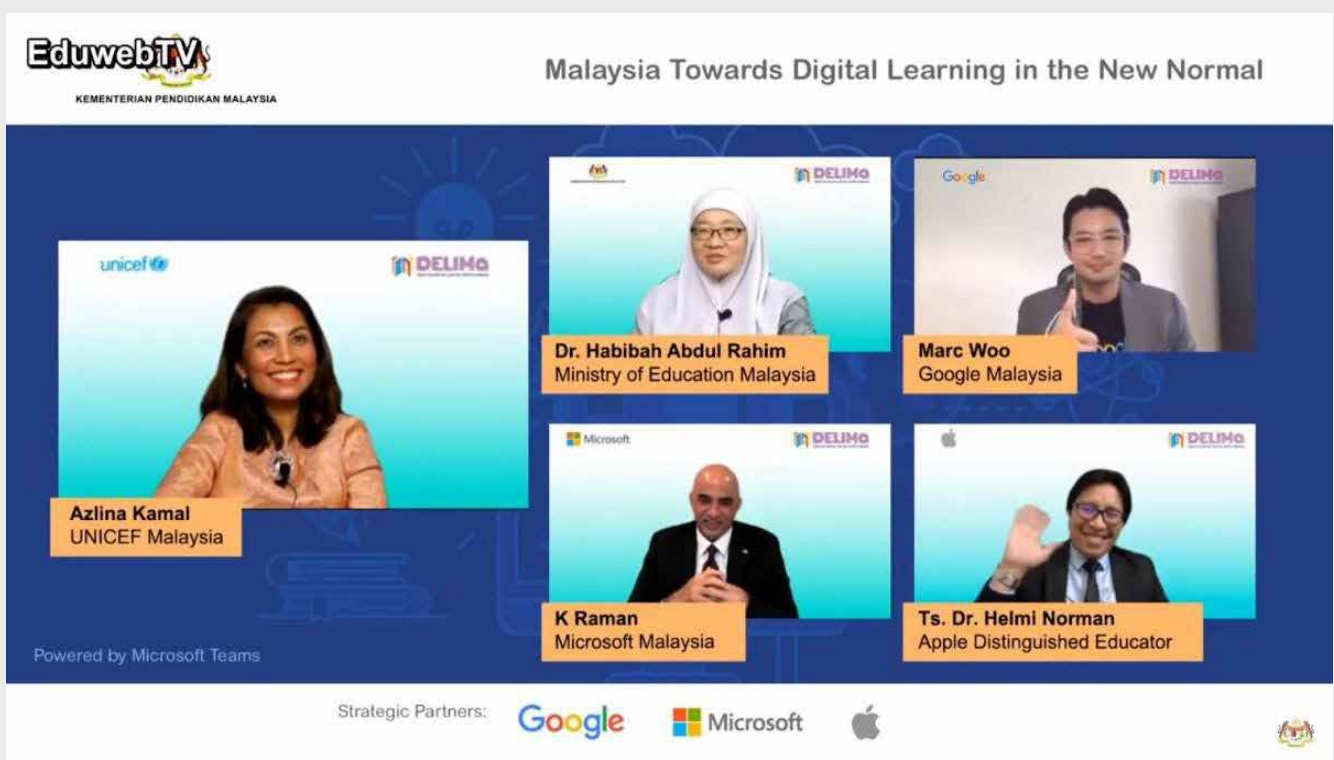 EduwebTV
KEMENTERIAN PENDIDIKAN MALAYSIA
Malaysia Towards Digital Learning in the New Normal
unicef
DELIMa
Azlina Kamal
UNICEF Malaysia
DELIMa
Dr. Habibah Abdul Rahim
Ministry of Education Malaysia
Google
DELIMa
Marc Woo
Google Malaysia
Microsoft
DELIMa
K Raman
Microsoft Malaysia
DELIMa
Ts. Dr. Helmi Norman
Apple Distinguished Educator
Powered by Microsoft Teams
Strategic Partners:
Google
Microsoft